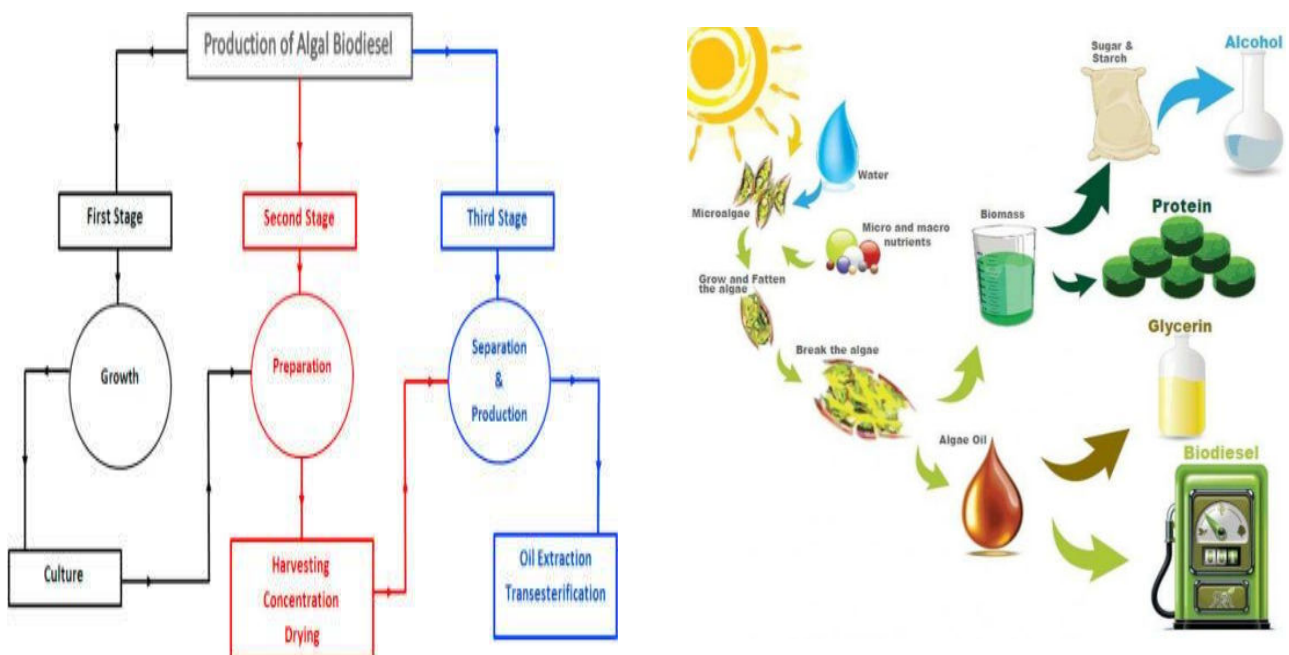 Production of Algal Biodiesel
First Stage
Second Stage
Third Stage
Growth
Preparation
Separation
&
Production
Culture
Harvesting
Concentration
Drying
Oil Extraction
Transesterification
Sugar &
Starch
Alcohol
Water
Microalgae
Micro and macro
nutrients
Biomass
Protein
Grow and Fatten
the algae
Glycerin
Break the algae
Algae Oil
Biodiesel